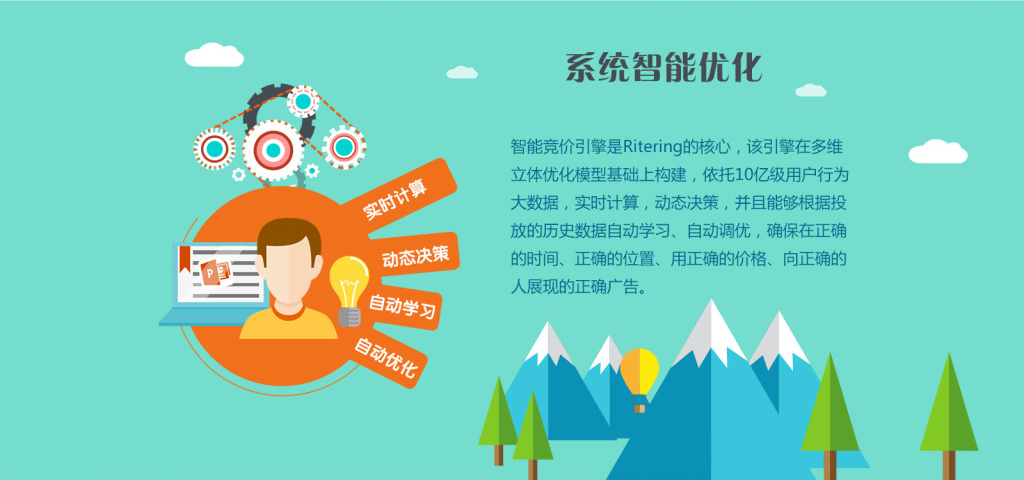 系统智能优化
智能竞价引擎是Ritering的核心，该引擎在多维
立体优化模型基础上构建，依托10亿级用户行为
大数据，实时计算，动态决策，并且能够根据投
放的历史数据自动学习、自动调优，确保在正确
的时间、正确的位置、用正确的价格、向正确的
人展现的正确广告。
实时计算
动态决策
自动学习
自动优化
P